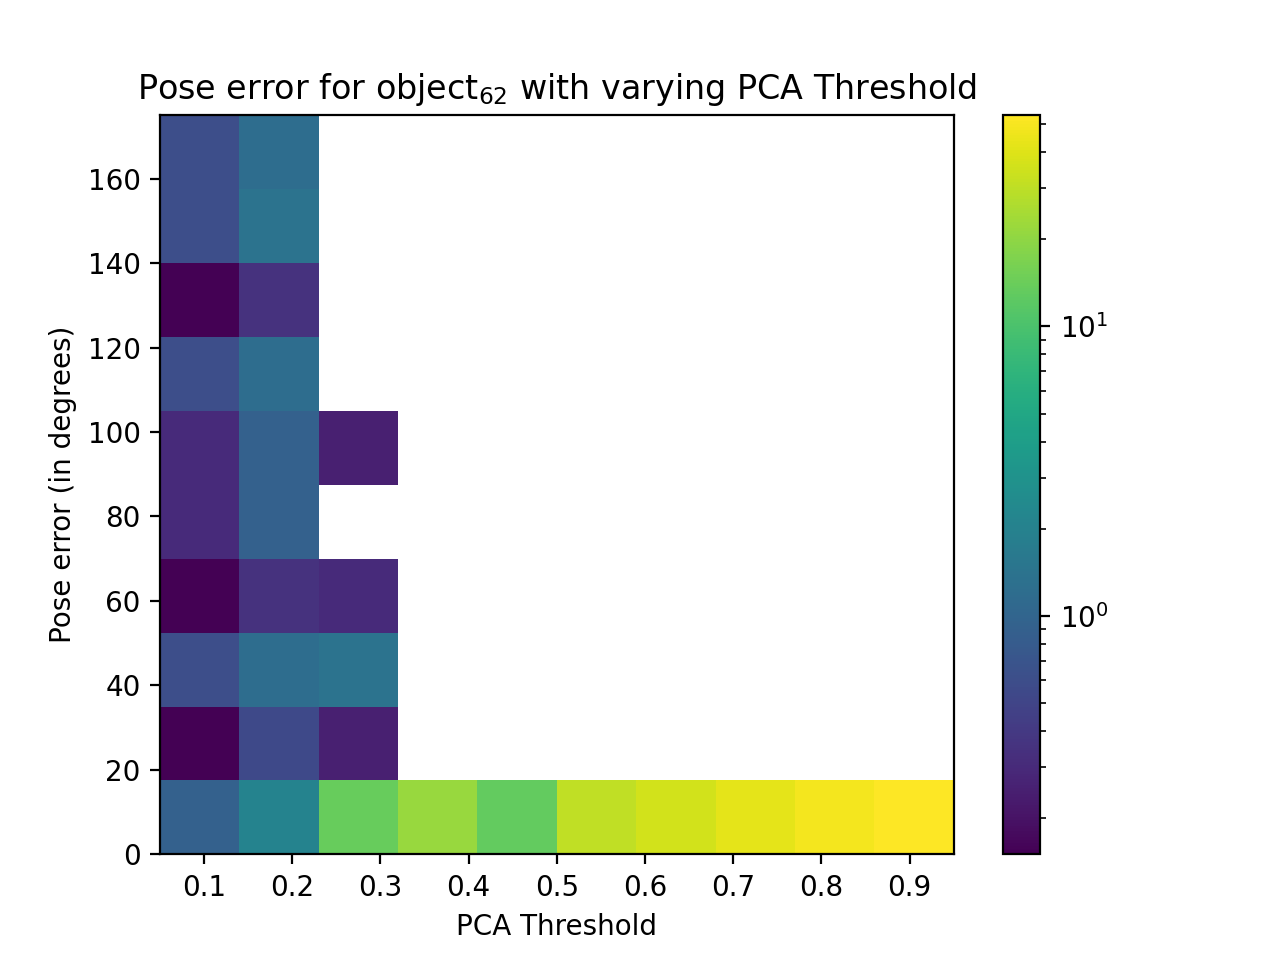 Pose error for object₆₂ with varying PCA Threshold
160
140
120
100
80
60
40
20
0
Pose error (in degrees)
0.1 0.2 0.3 0.4 0.5 0.6 0.7 0.8 0.9
PCA Threshold
10¹
10⁰